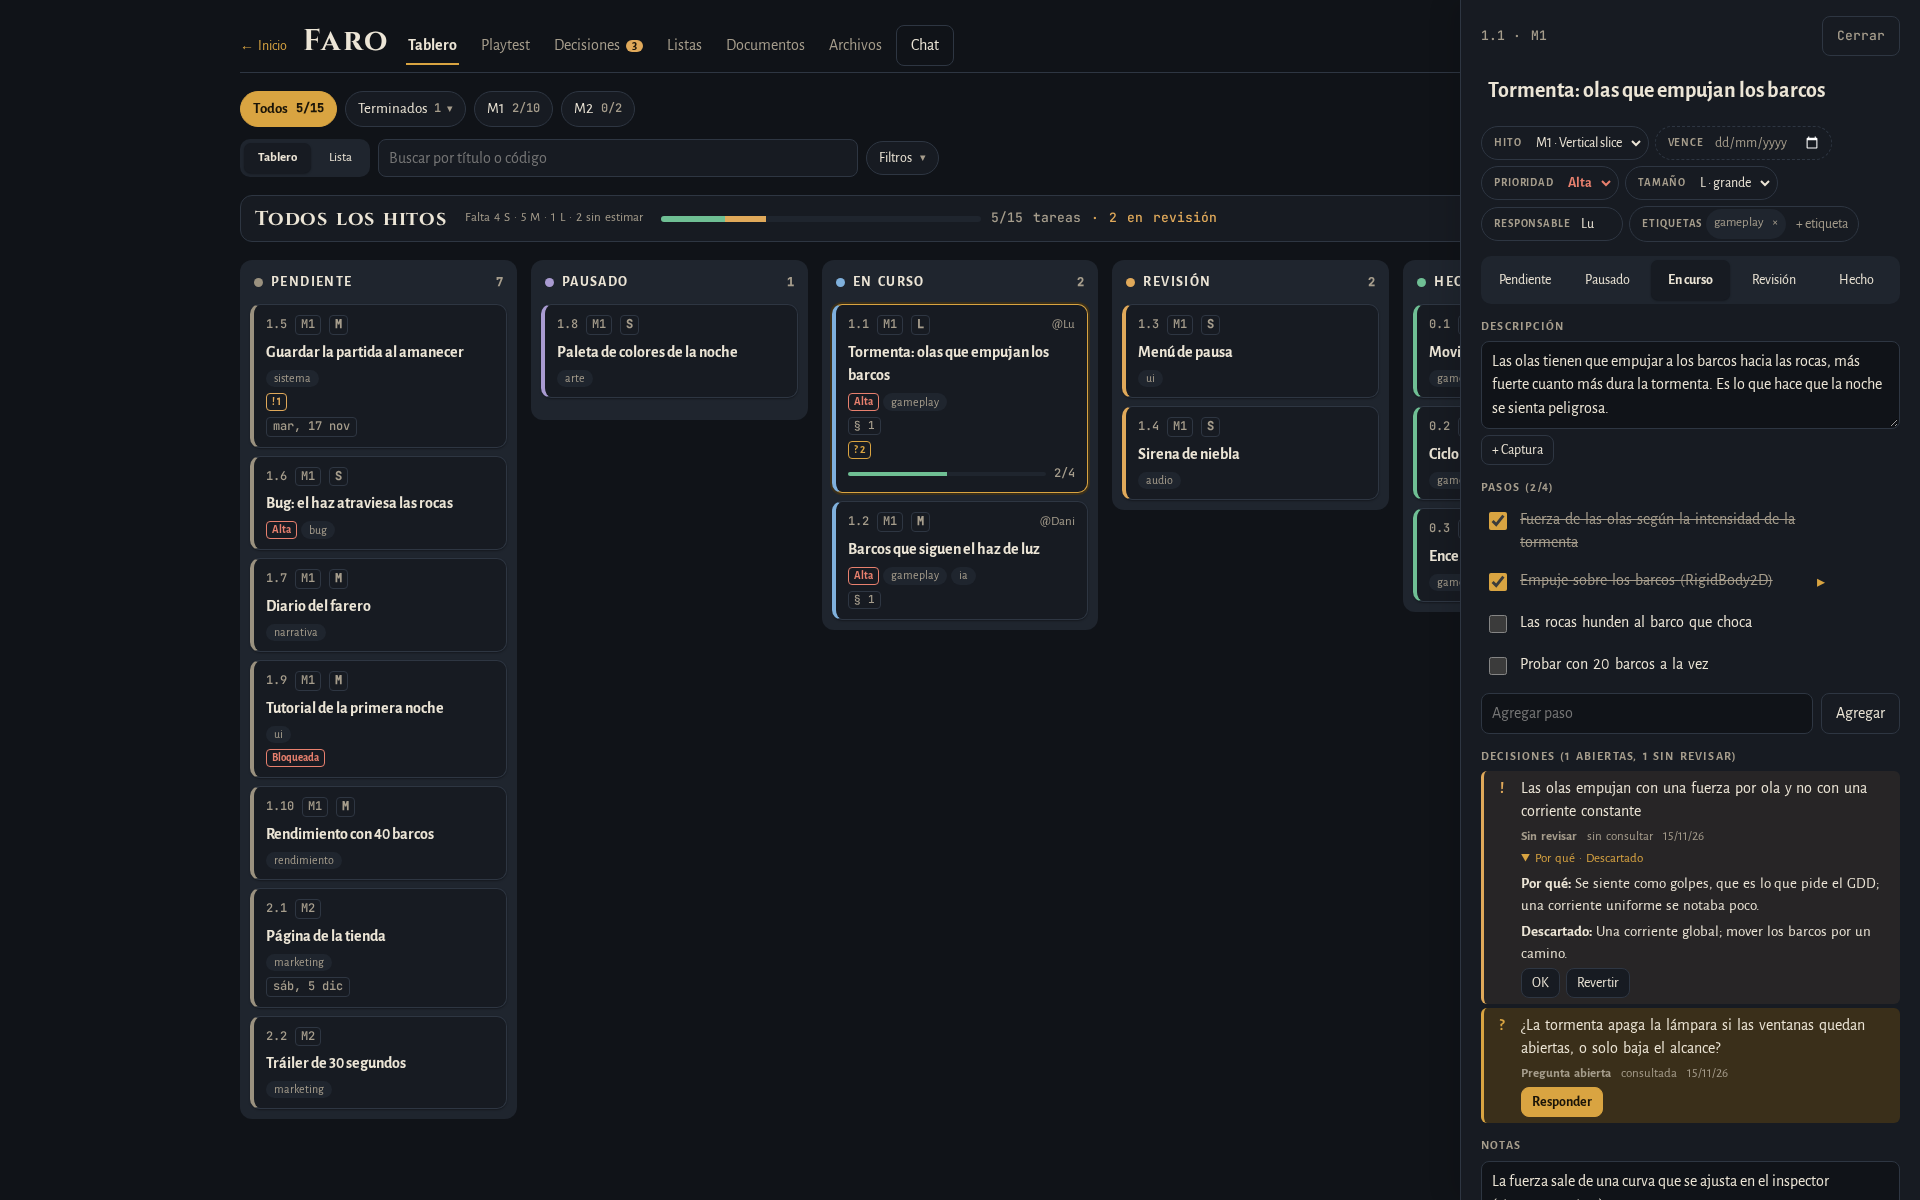 ← Inicio
FARO
Tablero
Playtest
Decisiones 3
Listas
Documentos
Archivos
Chat
Todos 5/15
Terminados 1 ▾
M1 2/10
M2 0/2
Tablero
Lista
Buscar por título o código
Filtros ▾
TODOS LOS HITOS
Falta 4 S · 5 M · 1 L · 2 sin estimar
5/15 tareas · 2 en revisión
PENDIENTE 7
1.5 M1 M
Guardar la partida al amanecer
sistema
!1
mar, 17 nov
1.6 M1 S
Bug: el haz atraviesa las rocas
Alta bug
1.7 M1 M
Diario del farero
narrativa
1.9 M1 M
Tutorial de la primera noche
ui
Bloqueada
1.10 M1 M
Rendimiento con 40 barcos
rendimiento
2.1 M2
Página de la tienda
marketing
sáb, 5 dic
2.2 M2
Tráiler de 30 segundos
marketing
PAUSADO 1
1.8 M1 S
Paleta de colores de la noche
arte
EN CURSO 2
1.1 M1 L @Lu
Tormenta: olas que empujan los
barcos
Alta gameplay
§ 1
?2
2/4
1.2 M1 M @Dani
Barcos que siguen el haz de luz
Alta gameplay ia
§ 1
REVISIÓN 2
1.3 M1 S
Menú de pausa
ui
1.4 M1 S
Sirena de niebla
audio
HEC
0.1
Movi
gam
0.2
Ciclo
gam
0.3
Ence
gam
1.1 · M1
Cerrar
Tormenta: olas que empujan los barcos
HITO M1 · Vertical slice
VENCE dd/mm/yyyy
PRIORIDAD Alta
TAMAÑO L · grande
RESPONSABLE Lu
ETIQUETAS gameplay × + etiqueta
Pendiente
Pausado
En curso
Revisión
Hecho
DESCRIPCIÓN
Las olas tienen que empujar a los barcos hacia las rocas, más
fuerte cuanto más dura la tormenta. Es lo que hace que la noche
se sienta peligrosa.
+ Captura
PASOS (2/4)
Fuerza de las olas según la intensidad de la
tormenta
Empuje sobre los barcos (RigidBody2D)
Las rocas hunden al barco que choca
Probar con 20 barcos a la vez
Agregar paso
Agregar
DECISIONES (1 ABIERTAS, 1 SIN REVISAR)
! Las olas empujan con una fuerza por ola y no con una
corriente constante
Sin revisar sin consultar 15/11/26
▼ Por qué · Descartado
Por qué: Se siente como golpes, que es lo que pide el GDD;
una corriente uniforme se notaba poco.
Descartado: Una corriente global; mover los barcos por un
camino.
OK
Revertir
? ¿La tormenta apaga la lámpara si las ventanas quedan
abiertas, o solo baja el alcance?
Pregunta abierta consultada 15/11/26
Responder
NOTAS
La fuerza sale de una curva que se ajusta en el inspector